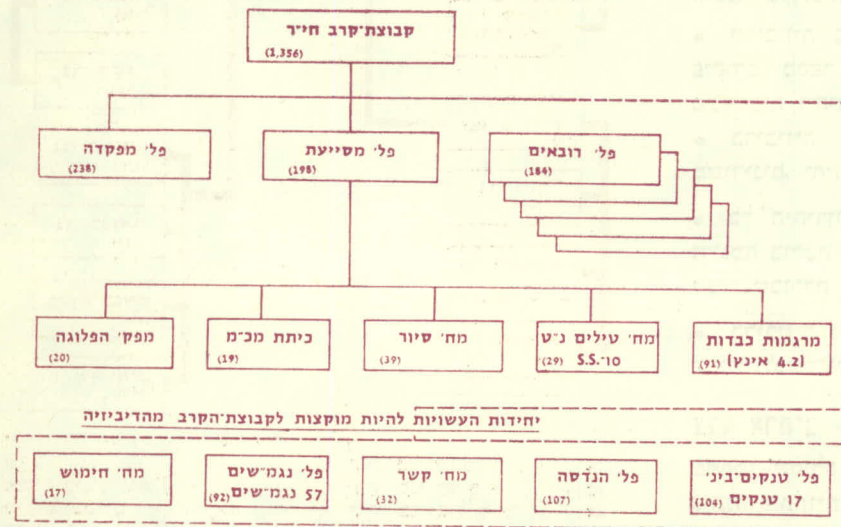 קבוצת־קרב חי״ר
(1,356)
פל׳ רובאים
(184)
פל׳ מסייעת
(198)
פל׳ מפקדה
(238)
מרגמות כבדות
(4.2 אינץ)
(91)
מח׳ טילים נ״ט
S.S.-10
(29)
מח׳ סיור
(39)
כיתת מכ״מ
(19)
מפק׳ הפלוגה
(20)
יחידות העשויות להיות מוקצות לקבוצת־הקרב מהדיביזיה
פל׳ טנקים־בינ׳
17 טנקים
(104)
פל׳ הנדסה
(107)
מח׳ קשר
(32)
פל׳ נגמ״שים
57 נגמ״שים
(92)
מח׳ חימוש
(17)